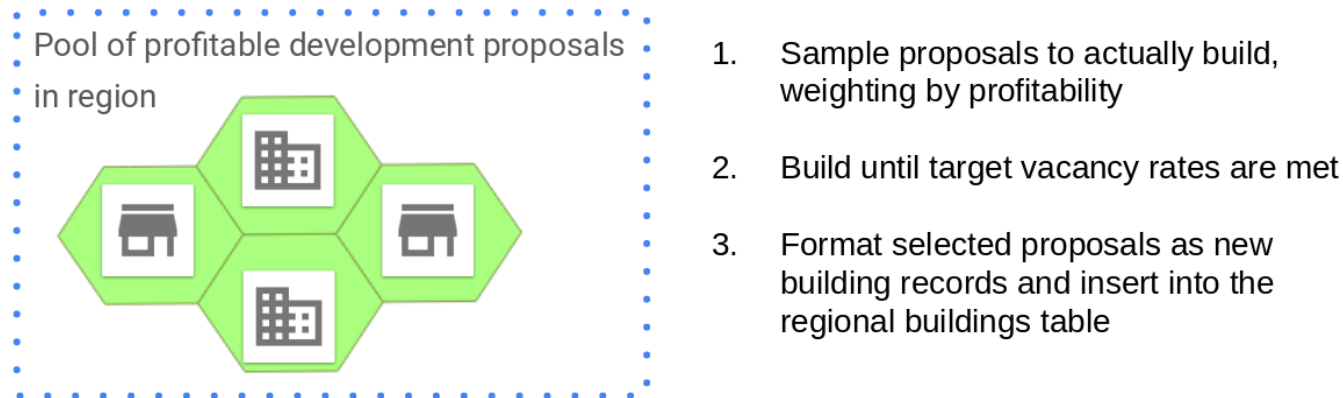 Pool of profitable development proposals
in region
1. Sample proposals to actually build,
weighting by profitability
2. Build until target vacancy rates are met
3. Format selected proposals as new
building records and insert into the
regional buildings table